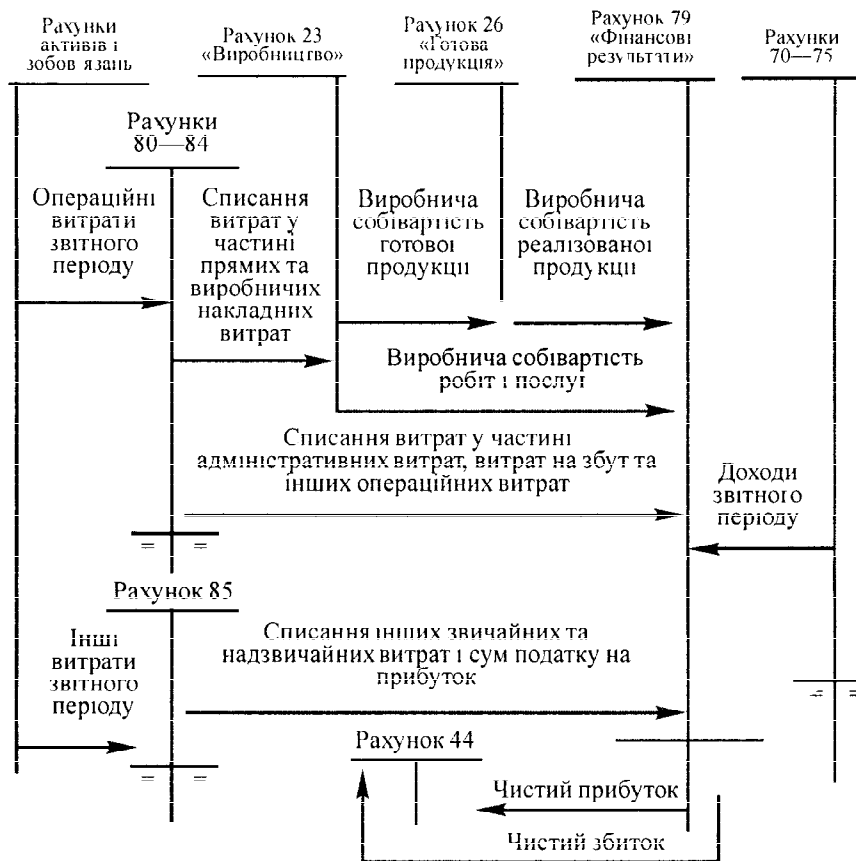 Рахунки
активів і
зобов язань
Рахунок 23
«Виробництво»
Рахунок 26
«Готова
продукція»
Рахунок 79
«Фінансові
результати»
Рахунки
70—75
Рахунки
80—84
Операційні
витрати
звітного
періоду
Списання
витрат у
частині
прямих та
виробничих
накладних
витрат
Виробнича
собівартість
готової
продукції
Виробнича
собівартість
реалізованої
продукції
Виробнича собівартість
робіт і послуг
Списання витрат у частині
адміністративних витрат, витрат на збут та
інших операційних витрат
Доходи
звітного
періоду
Рахунок 85
Інші
витрати
звітного
періоду
Списання інших звичайних та
надзвичайних витрат і сум податку на
прибуток
Рахунок 44
Чистий прибуток
Чистий збиток